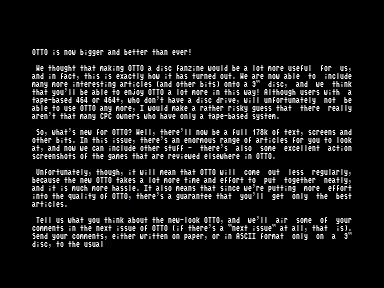 OTTO is now bigger and better than ever!
We thought that making OTTO a disc fanzine would be a lot more useful for us,
and in fact, this is exactly how it has turned out. We are now able to include
many more interesting articles (and other bits) onto a 3" disc, and we think
that you'll be able to enjoy OTTO a lot more in this way! Although users with a
tape-based 464 or 464+, who don't have a disc drive, will unfortunately not be
able to use OTTO any more, I would make a rather risky guess that there really
aren't that many CPC owners who have only a tape-based system.
So, what's new for OTTO? Well, there'll now be a full 178k of text, screens and
other bits. In this issue, there's an enormous range of articles for you to look
at, and now we can include other stuff - there's also some excellent action
screenshots of the games that are reviewed elsewhere in OTTO.
Unfortunately, though, it will mean that OTTO will come out less regularly,
because the new OTTO takes a lot more time and effort to put together neatly,
and it is much more hassle. It also means that since we're putting more effort
into the quality of OTTO, there's a guarantee that you'll get only the best
articles.
Tell us what you think about the new-look OTTO, and we'll air some of your
comments in the next issue of OTTO (if there's a "next issue" at all, that is).
Send your comments, either written on paper, or in ASCII format only on a 3"
disc, to the usual